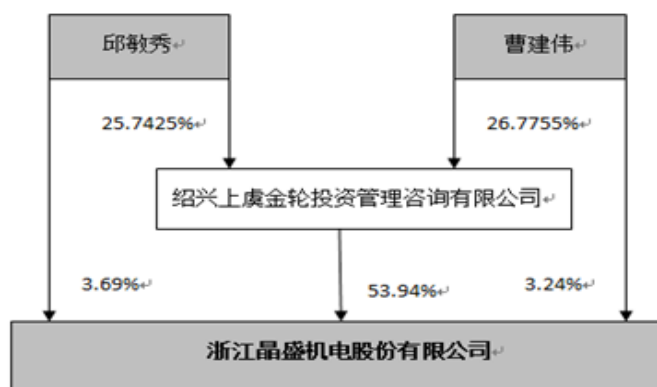 邱敏秀
曹建伟
25.7425%
26.7755%
绍兴上虞金轮投资管理咨询有限公司
3.69%
53.94%
3.24%
浙江晶盛机电股份有限公司